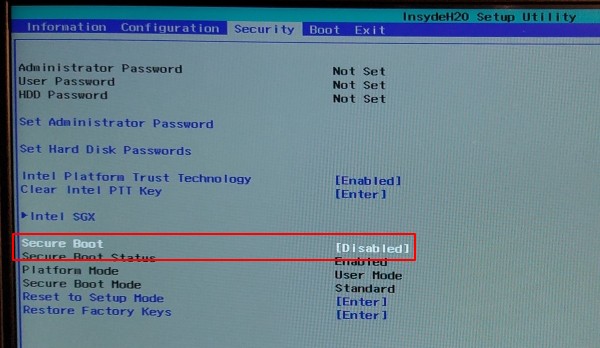 InsydeH20 Setup Utility
Information Configuration Security Boot Exit
Administrator Password Not Set
User Password Not Set
HDD Password Not Set
Set Administrator Password
Set Hard Disk Passwords
Intel Platform Trust Technology [Enabled]
Clear Intel PTT Key [Enter]
Intel SGX
Secure Boot [Disabled]
Secure Boot Status Enabled
Platform Mode User Mode
Secure Boot Mode Standard
Reset to Setup Mode [Enter]
Restore Factory Keys [Enter]